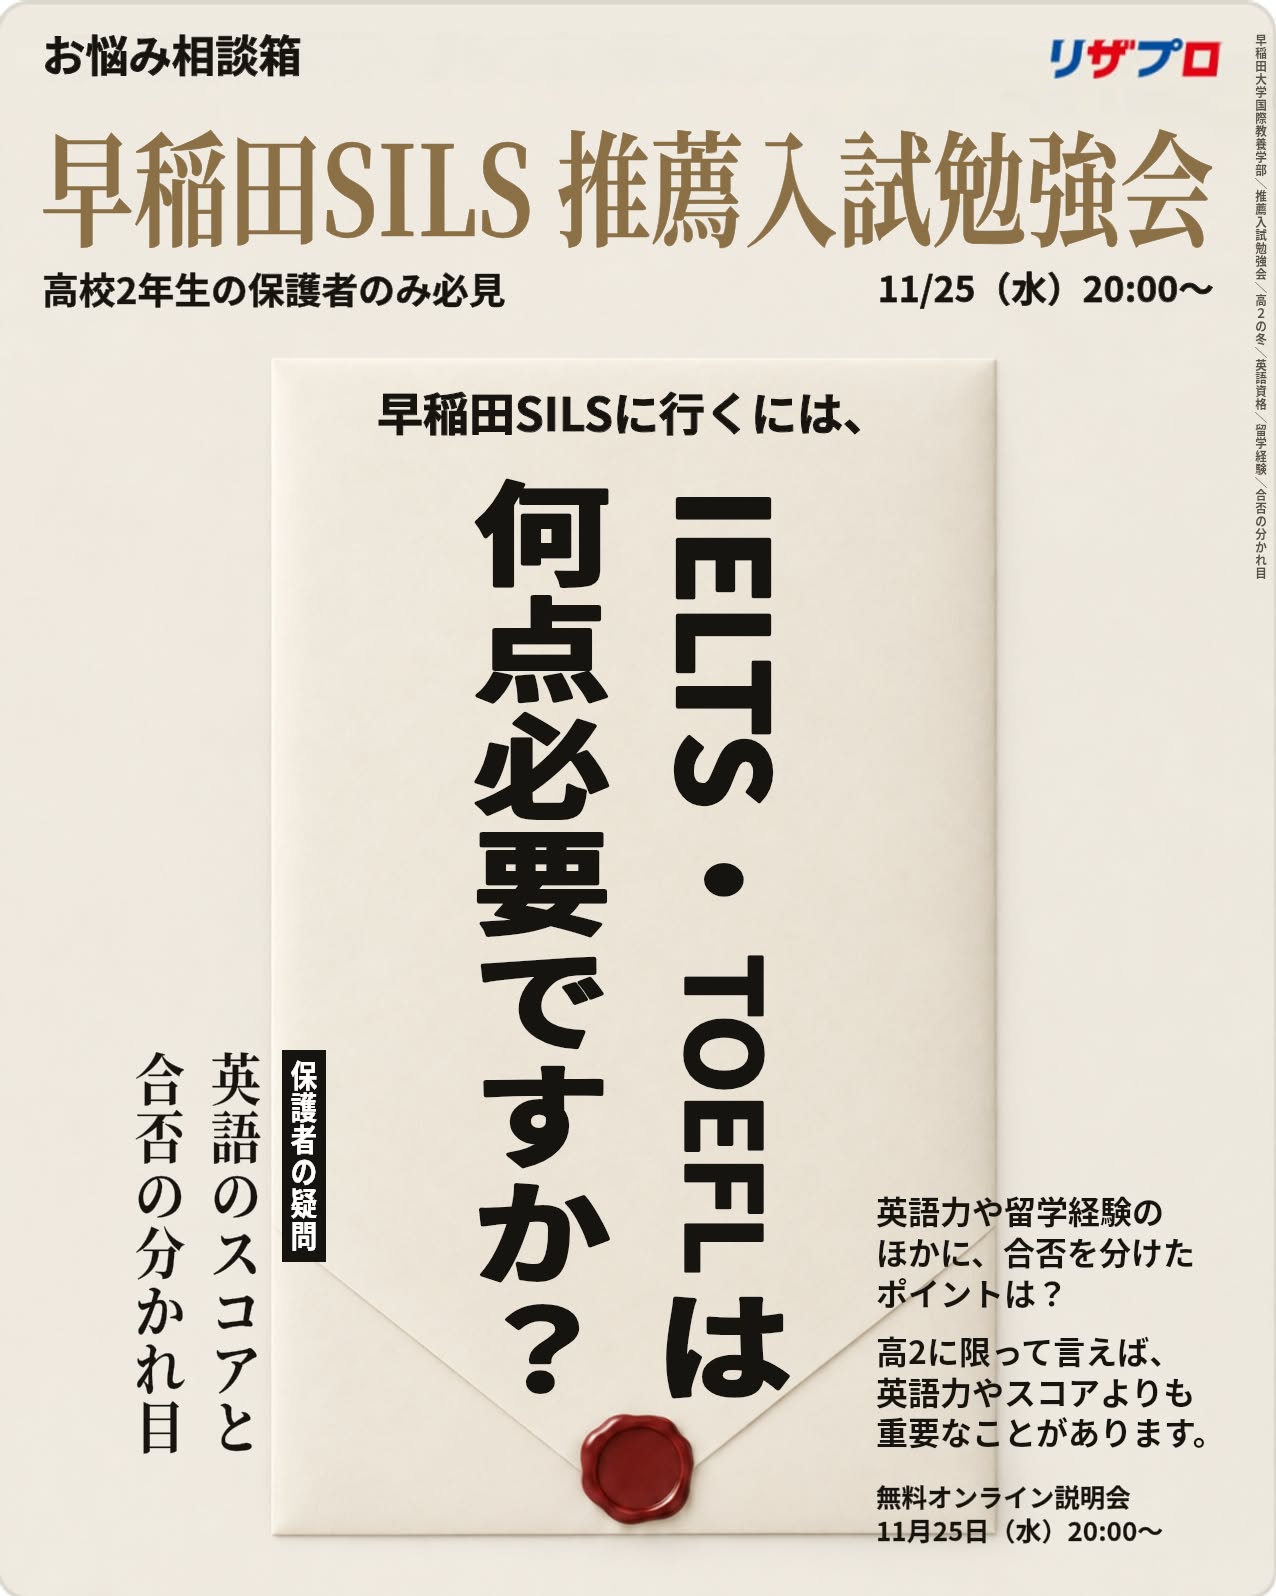 お悩み相談箱
リザプロ
早稲田SILS 推薦入試勉強会
高校2年生の保護者のみ必見
11/25（水）20:00〜
早稲田大学国際教養学部／推薦入試勉強会／高2の冬／英語資格／留学経験／合否の分かれ目
早稲田SILSに行くには、
IELTS・TOEFLは
何点必要ですか？
保護者の疑問
英語のスコアと
合否の分かれ目
英語力や留学経験の
ほかに、合否を分けた
ポイントは？
高2に限って言えば、
英語力やスコアよりも
重要なことがあります。
無料オンライン説明会
11月25日（水）20:00〜